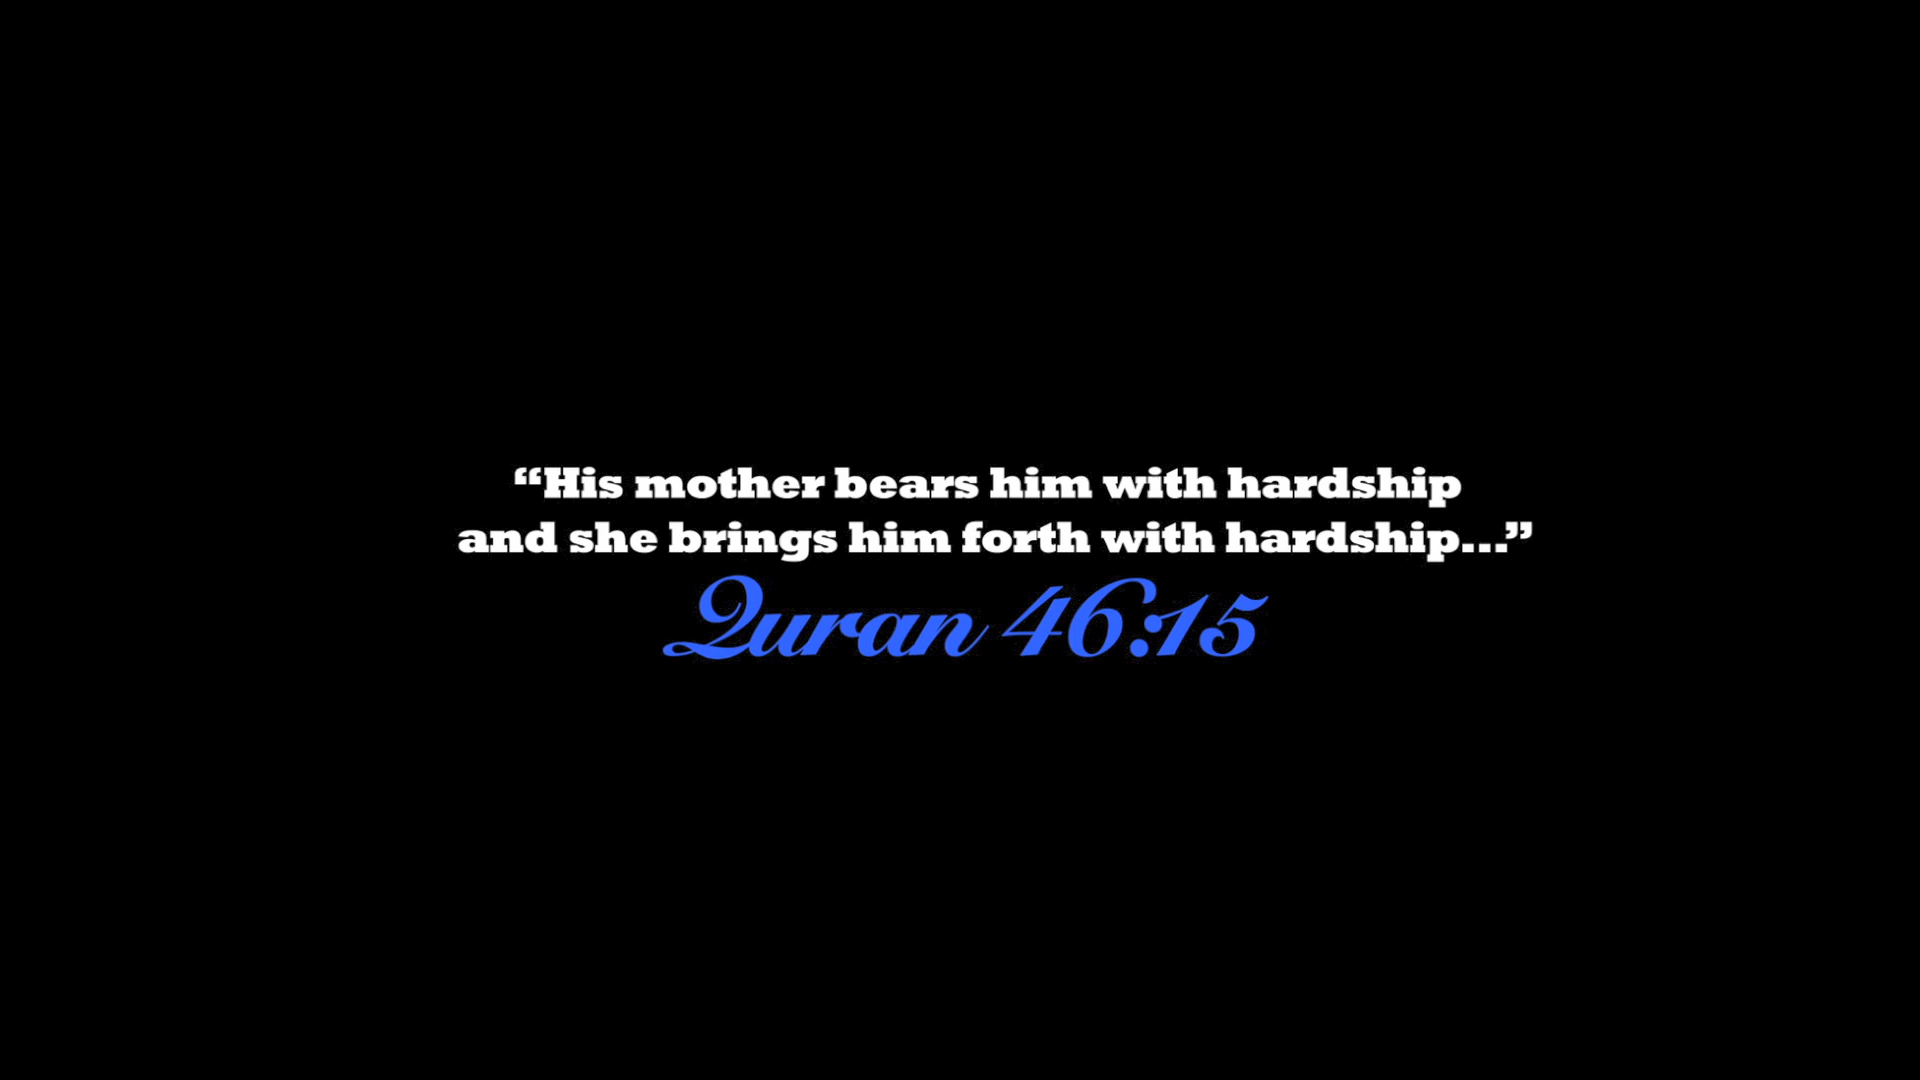 “His mother bears him with hardship
and she brings him forth with hardship...”
Quran 46:15